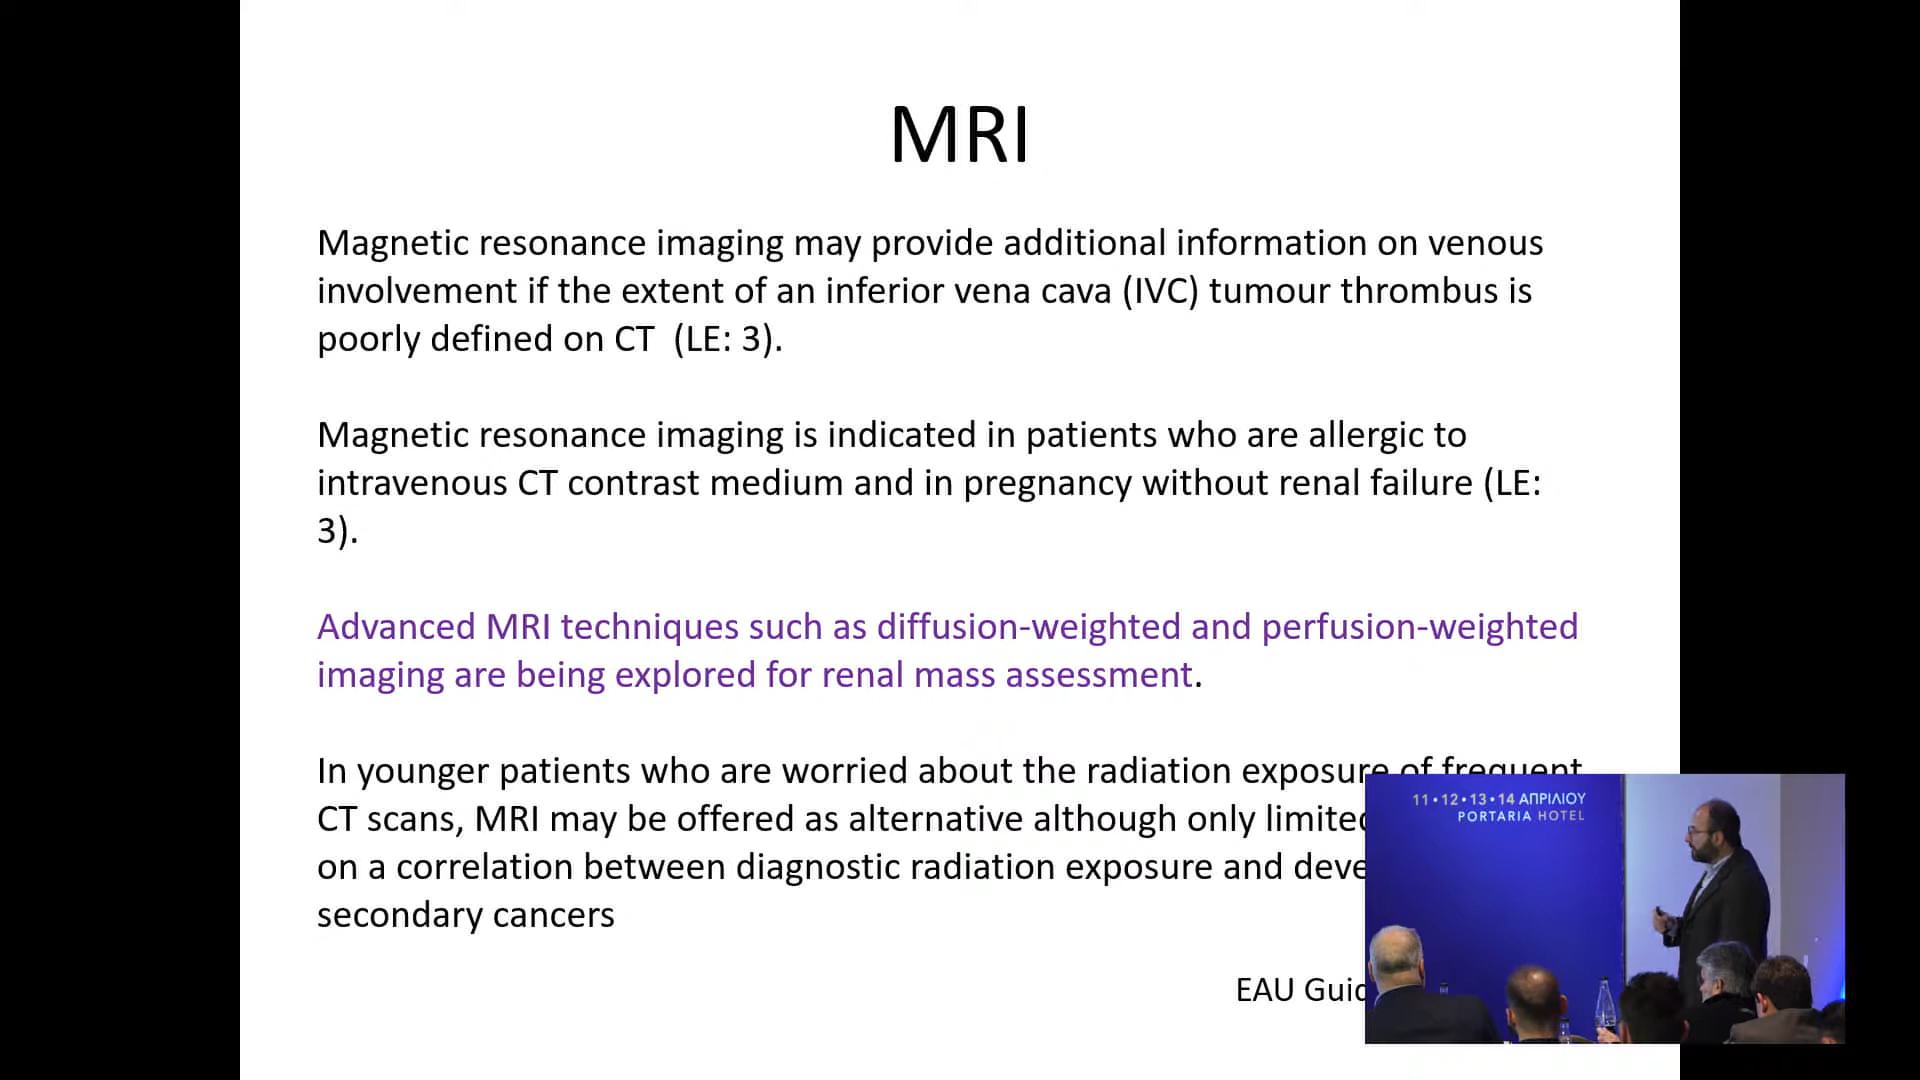 MRI
Magnetic resonance imaging may provide additional information on venous
involvement if the extent of an inferior vena cava (IVC) tumour thrombus is
poorly defined on CT (LE: 3).
Magnetic resonance imaging is indicated in patients who are allergic to
intravenous CT contrast medium and in pregnancy without renal failure (LE:
3).
Advanced MRI techniques such as diffusion-weighted and perfusion-weighted
imaging are being explored for renal mass assessment.
In younger patients who are worried about the radiation exposure of frequent
CT scans, MRI may be offered as alternative although only limited
on a correlation between diagnostic radiation exposure and deve
secondary cancers
EAU Guid
11 • 12 • 13 • 14 ΑΠΡΙΛΙΟΥ
PORTARIA HOTEL